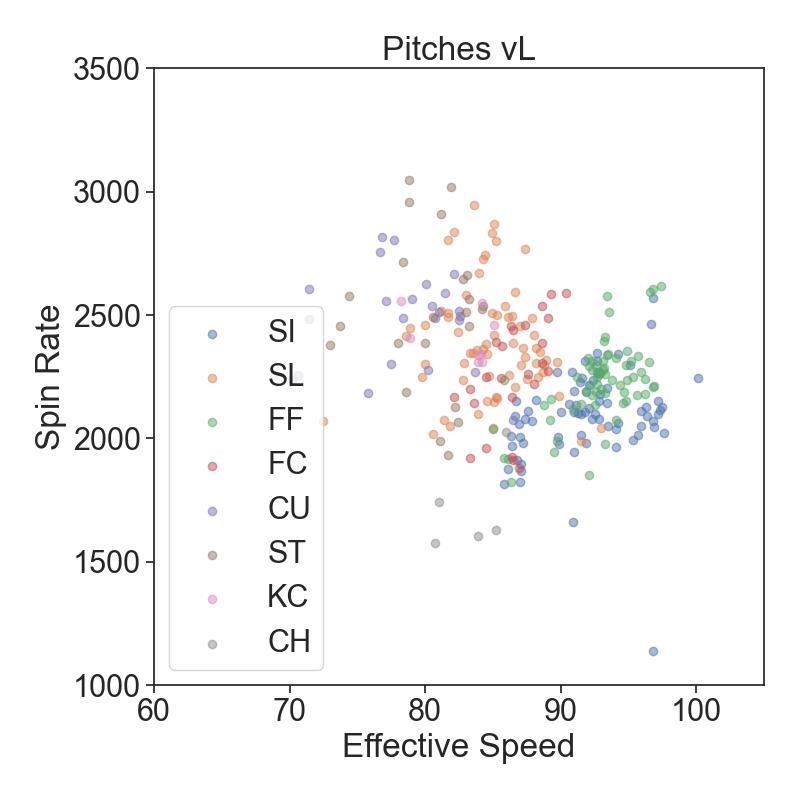 Pitches vL
3500
3000
2500
2000
1500
1000
Spin Rate
SI
SL
FF
FC
CU
ST
KC
CH
60 70 80 90 100
Effective Speed